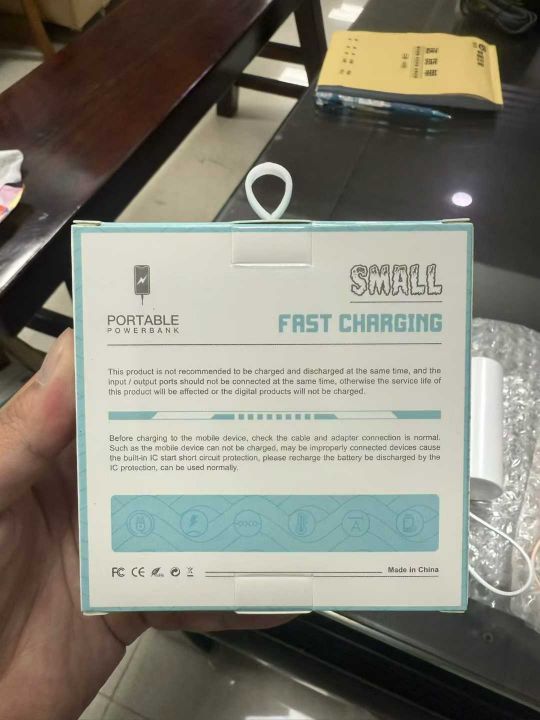 SMALL
PORTABLE
POWERBANK
FAST CHARGING
This product is not recommended to be charged and discharged at the same time, and the
input / output ports should not be connected at the same time, otherwise the service life of
this product will be affected or the digital products will not be charged.
Before charging to the mobile device, check the cable and adapter connection is normal.
Such as the mobile device can not be charged, may be improperly connected devices cause
the built-in IC start short circuit protection, please recharge the battery be discharged by the
IC protection, can be used normally.
FC CE
Made in China